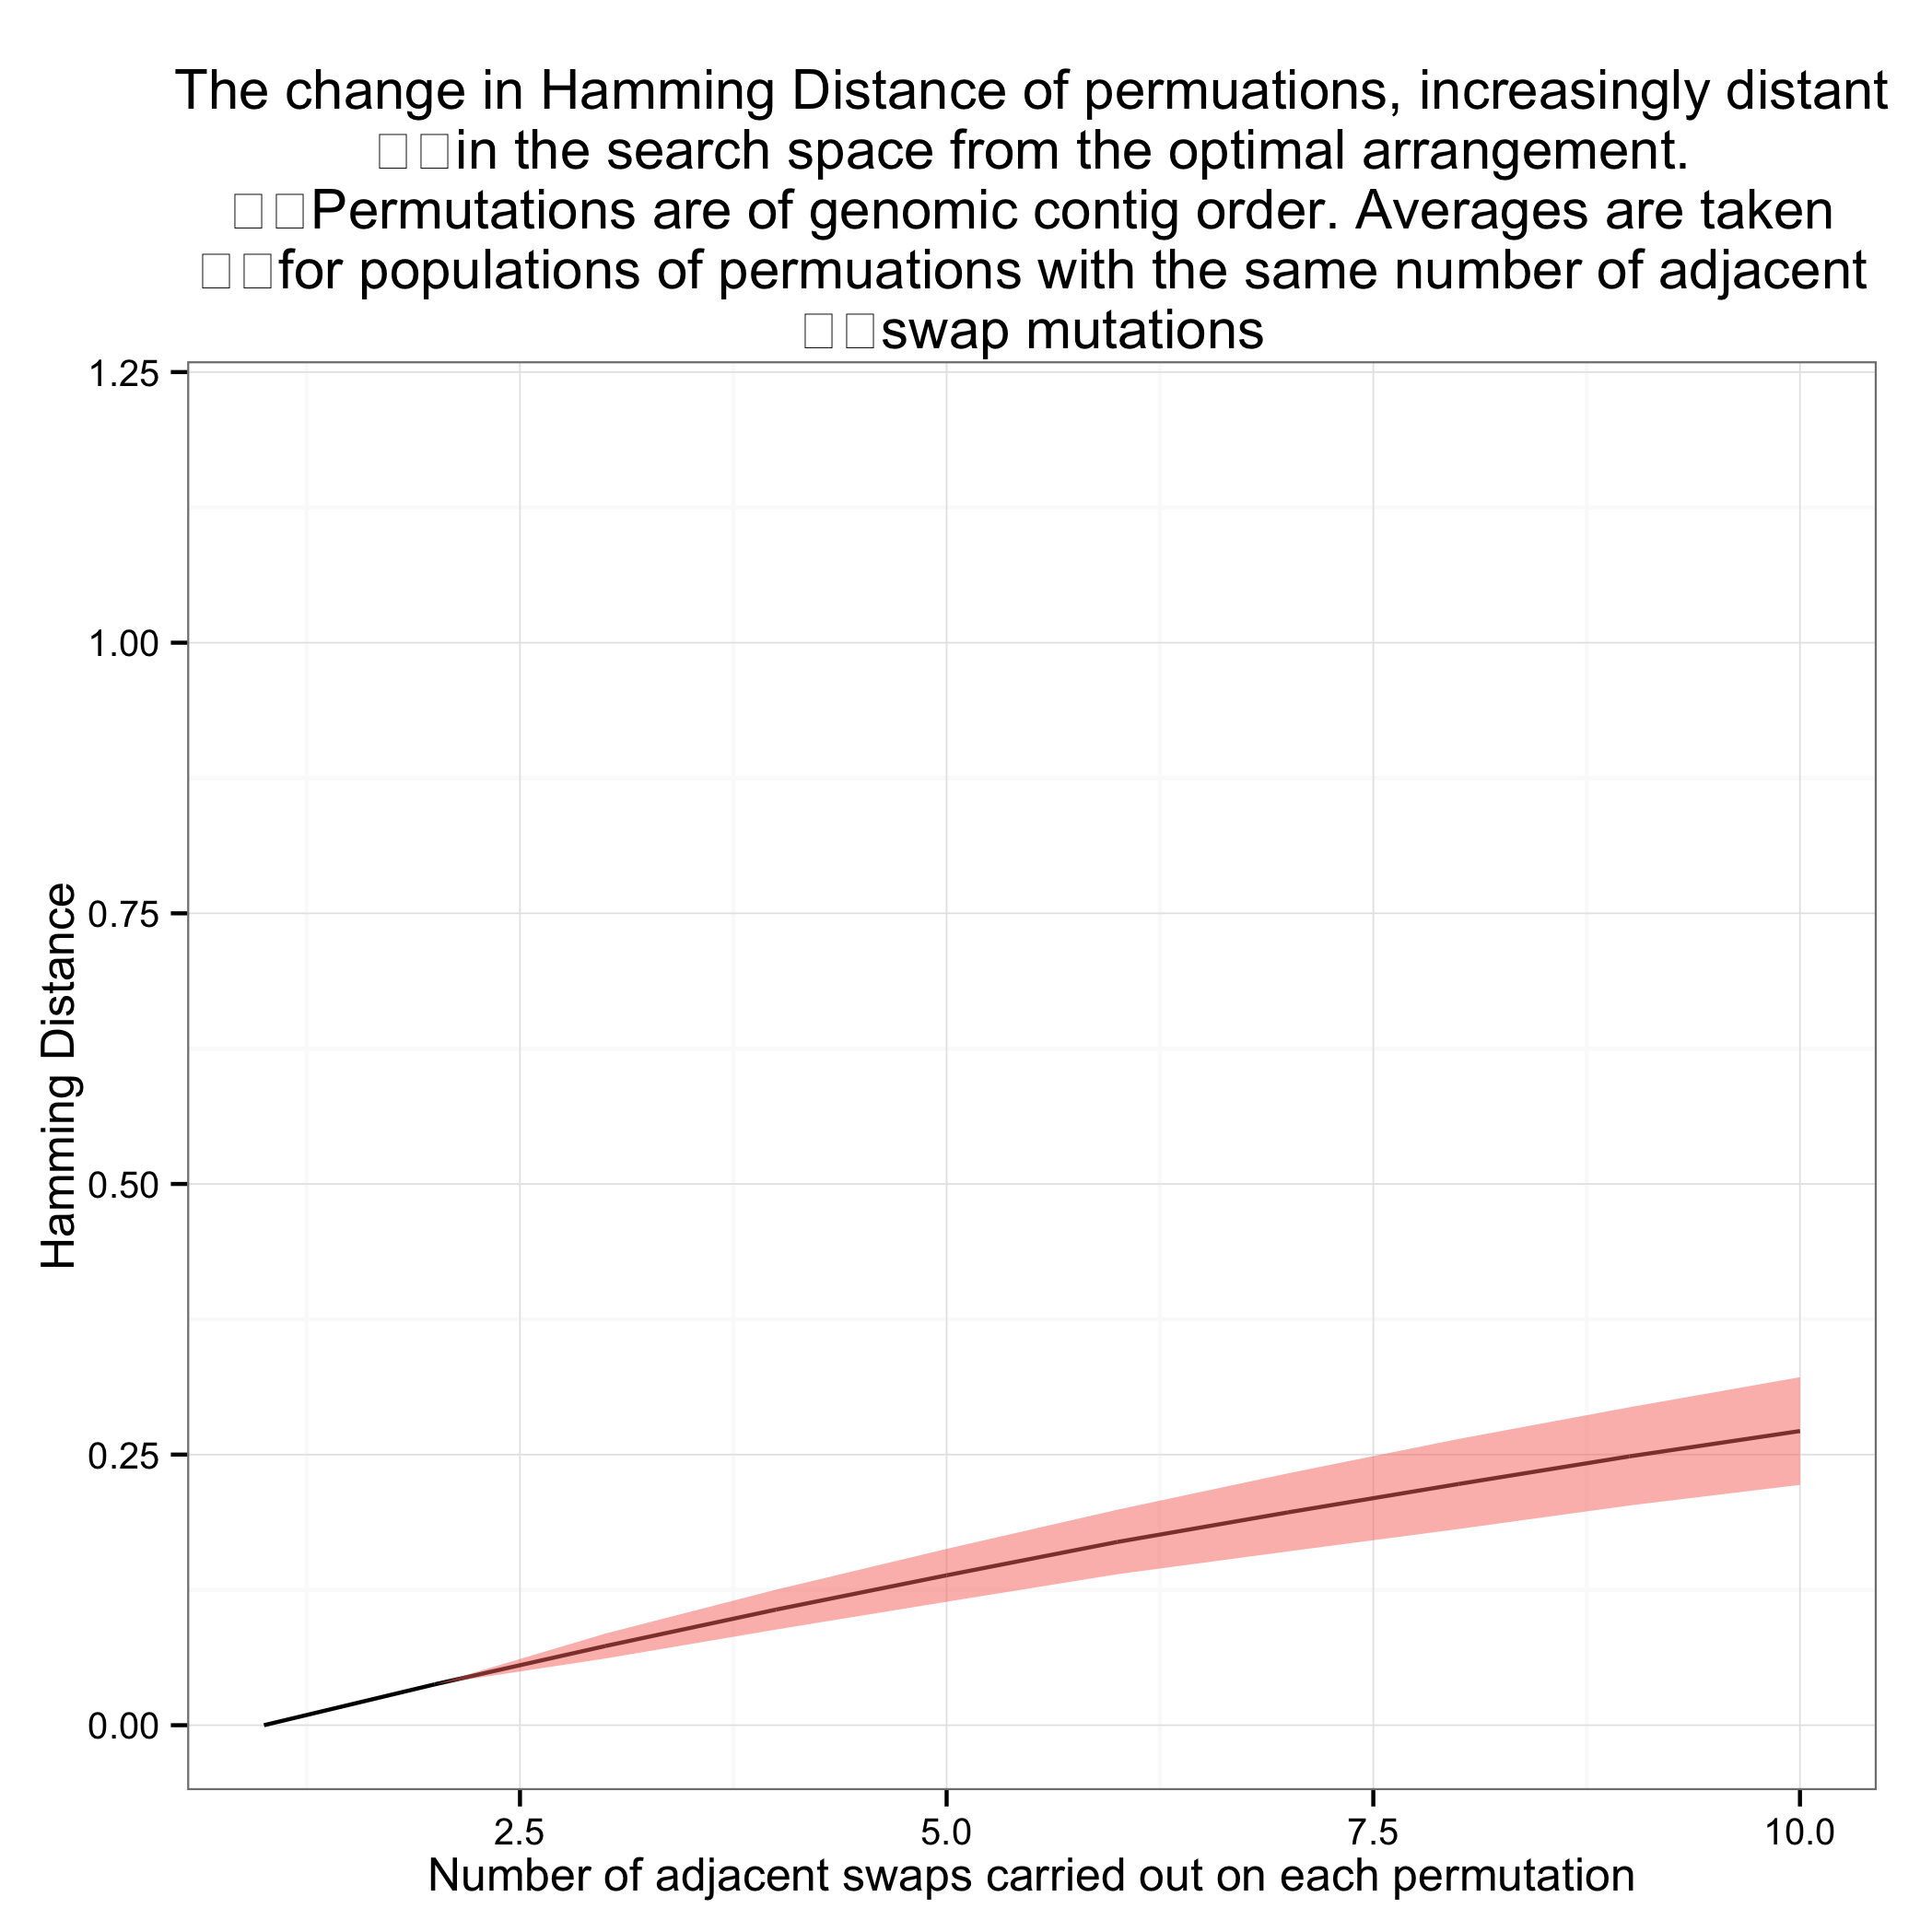 The change in Hamming Distance of permuations, increasingly distant
□□in the search space from the optimal arrangement.
□□Permutations are of genomic contig order. Averages are taken
□□for populations of permuations with the same number of adjacent
□□swap mutations
1.25
1.00
0.75
0.50
0.25
0.00
Hamming Distance
2.5 5.0 7.5 10.0
Number of adjacent swaps carried out on each permutation